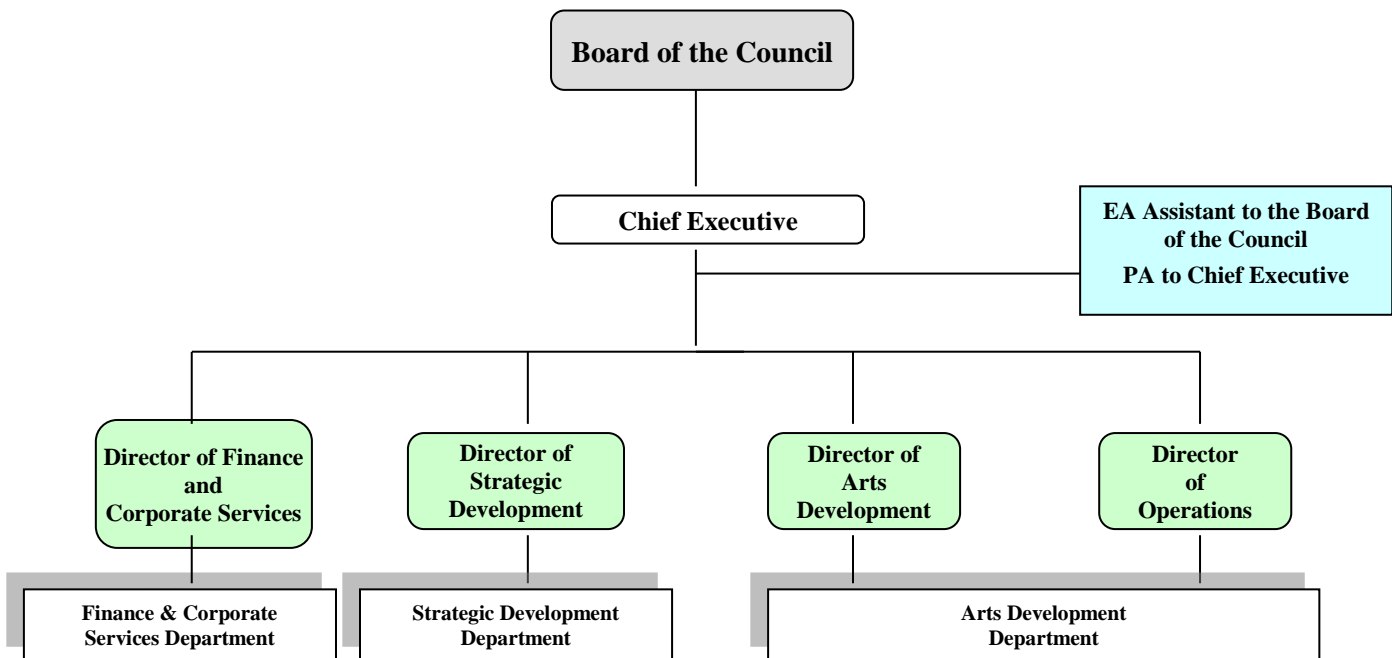 Board of the Council
Chief Executive
EA Assistant to the Board
of the Council
PA to Chief Executive
Director of Finance
and
Corporate Services
Director of
Strategic
Development
Director of
Arts
Development
Director
of
Operations
Finance & Corporate
Services Department
Strategic Development
Department
Arts Development
Department